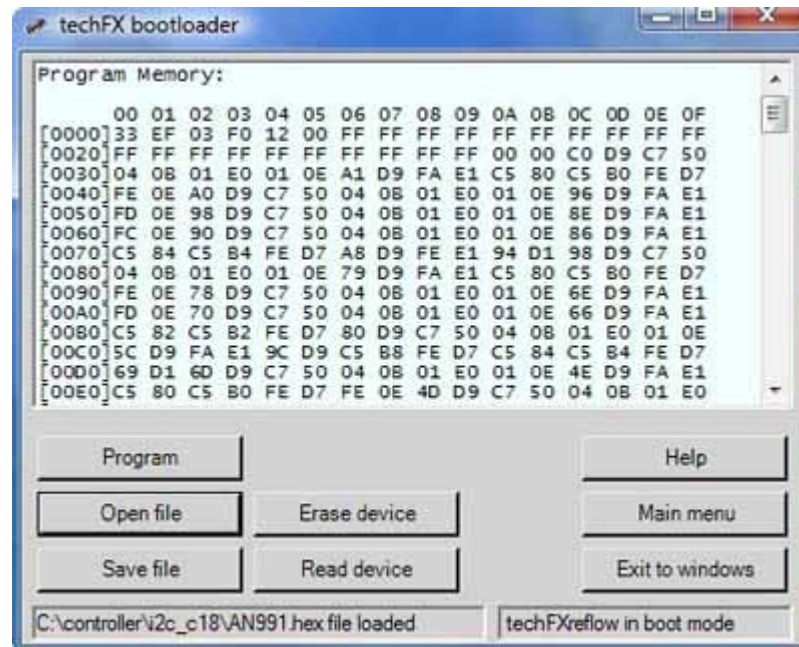 techFX bootloader
Program Memory:
00 01 02 03 04 05 06 07 08 09 0A 0B 0C 0D 0E 0F
[0000]33 EF 03 F0 12 00 FF FF FF FF FF FF FF FF FF FF
[0020]FF FF FF FF FF FF FF FF FF FF 00 00 C0 D9 C7 50
[0030]04 0B 01 E0 01 0E A1 D9 FA E1 C5 80 C5 B0 FE D7
[0040]FE 0E A0 D9 C7 50 04 0B 01 E0 01 0E 96 D9 FA E1
[0050]FD 0E 98 D9 C7 50 04 0B 01 E0 01 0E 8E D9 FA E1
[0060]FC 0E 90 D9 C7 50 04 0B 01 E0 01 0E 86 D9 FA E1
[0070]C5 84 C5 B4 FE D7 A8 D9 FE E1 94 D1 98 D9 C7 50
[0080]04 0B 01 E0 01 0E 79 D9 FA E1 C5 80 C5 B0 FE D7
[0090]FE 0E 78 D9 C7 50 04 0B 01 E0 01 0E 6E D9 FA E1
[00A0]FD 0E 70 D9 C7 50 04 0B 01 E0 01 0E 66 D9 FA E1
[00B0]C5 82 C5 B2 FE D7 80 D9 C7 50 04 0B 01 E0 01 0E
[00C0]5C D9 FA E1 9C D9 C5 B8 FE D7 C5 84 C5 B4 FE D7
[00D0]69 D1 6D D9 C7 50 04 0B 01 E0 01 0E 4E D9 FA E1
[00E0]C5 80 C5 B0 FE D7 FE 0E 4D D9 C7 50 04 0B 01 E0
Program
Help
Open file
Erase device
Main menu
Save file
Read device
Exit to windows
C:\controller\i2c_c18\AN991.hex file loaded
techFXreflow in boot mode